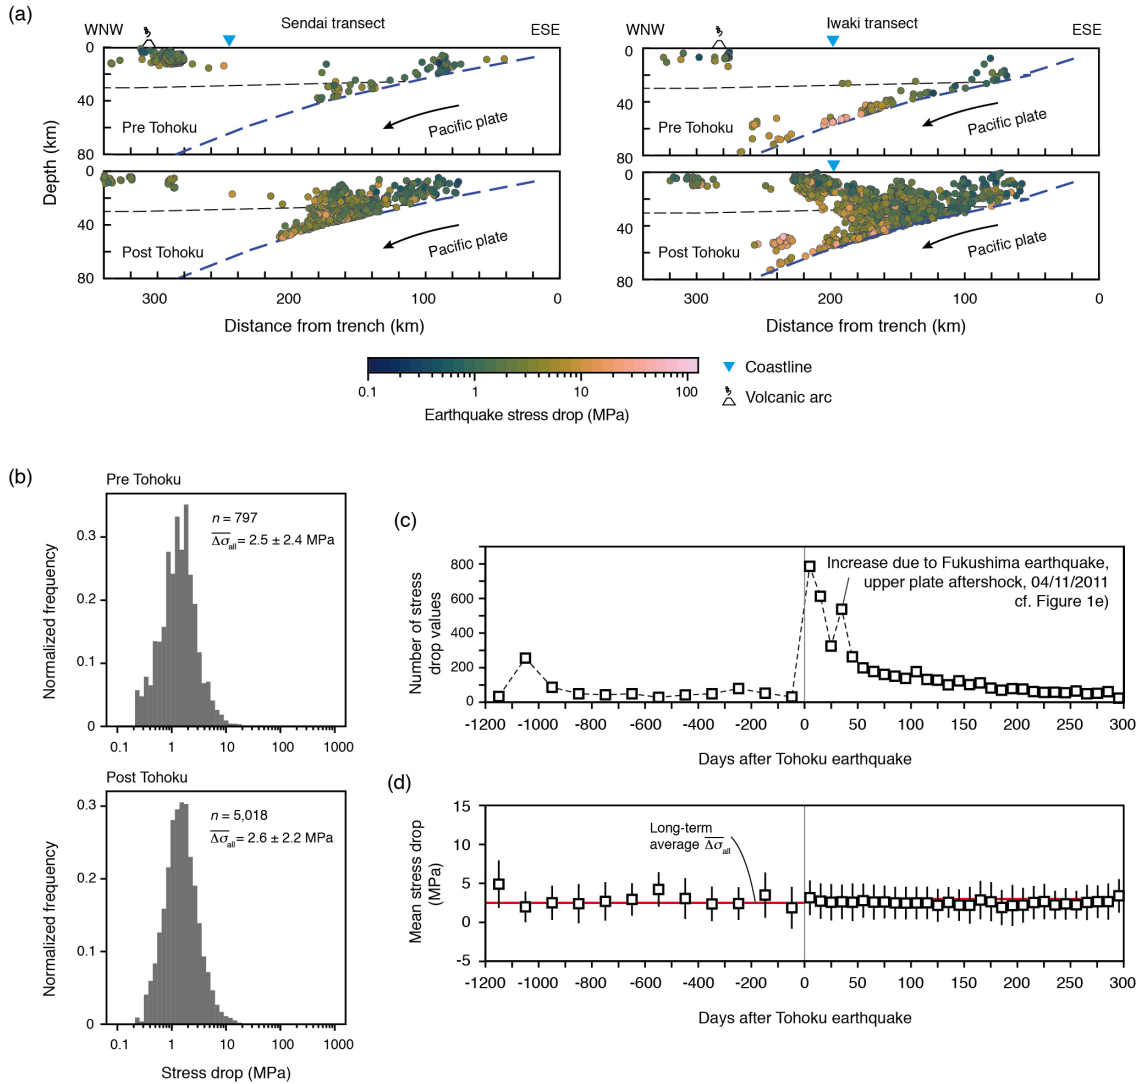 (a)
Sendai transect
WNW
ESE
0
40
80
Pre Tohoku
Pacific plate
0
40
80
Post Tohoku
Pacific plate
Depth (km)
300
200
100
0
Distance from trench (km)
Iwaki transect
WNW
ESE
0
40
80
Pre Tohoku
Pacific plate
0
40
80
Post Tohoku
Pacific plate
300
200
100
0
Distance from trench (km)
0.1
1
10
100
Earthquake stress drop (MPa)
Coastline
Volcanic arc
(b)
Pre Tohoku
n = 797
Δσall = 2.5 ± 2.4 MPa
Normalized frequency
0.3
0.2
0.1
0
0.1
1
10
100
1000
Post Tohoku
n = 5,018
Δσall = 2.6 ± 2.2 MPa
Normalized frequency
0.3
0.2
0.1
0
0.1
1
10
100
1000
Stress drop (MPa)
(c)
Number of stress
drop values
800
600
400
200
0
Increase due to Fukushima earthquake,
upper plate aftershock, 04/11/2011
cf. Figure 1e)
-1200
-1000
-800
-600
-400
-200
0
50
100
150
200
250
300
Days after Tohoku earthquake
(d)
Mean stress drop
(MPa)
15
10
5
0
-5
Long-term
average Δσall
-1200
-1000
-800
-600
-400
-200
0
50
100
150
200
250
300
Days after Tohoku earthquake